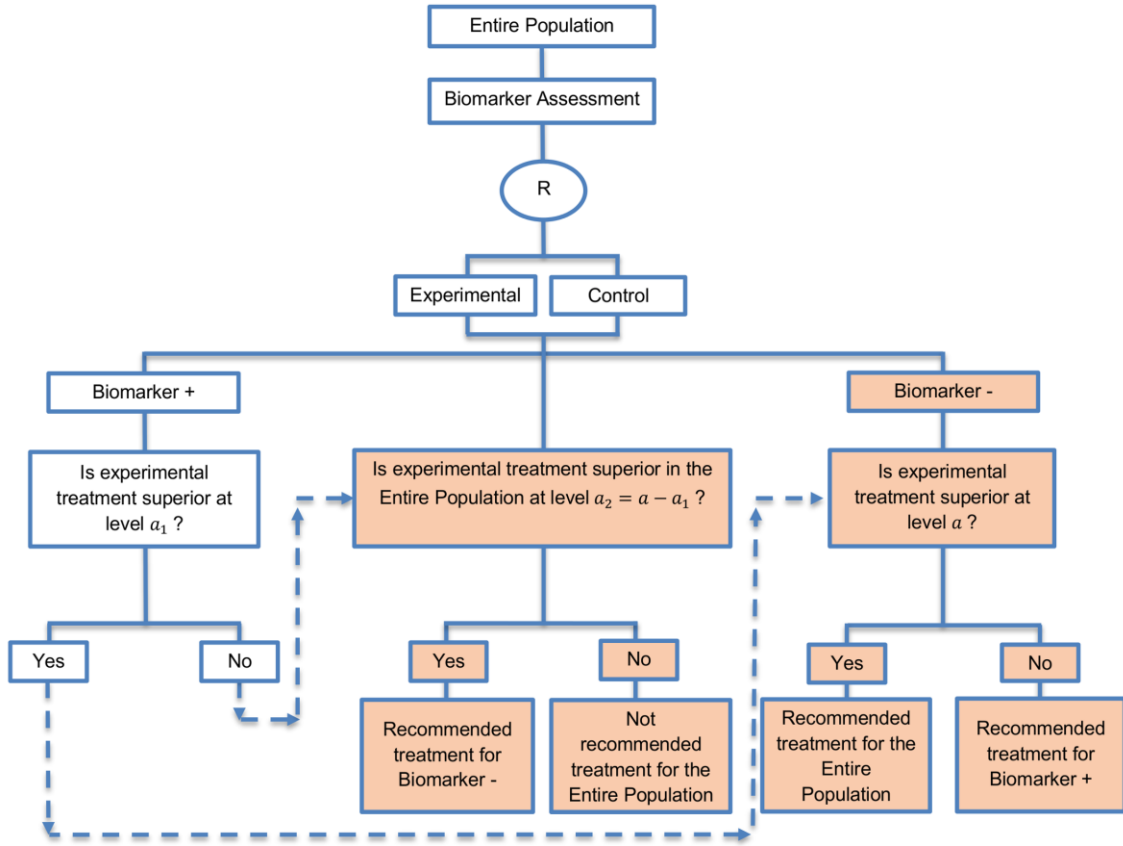 Entire Population
Biomarker Assessment
R
Experimental
Control
Biomarker +
Biomarker -
Is experimental
treatment superior at
level a₁ ?
Is experimental treatment superior in the
Entire Population at level a₂ = a − a₁ ?
Is experimental
treatment superior at
level a?
Yes
No
Yes
No
Yes
No
Recommended
treatment for
Biomarker -
Not
recommended
treatment for the
Entire Population
Recommended
treatment for the
Entire
Population
Recommended
treatment for
Biomarker +